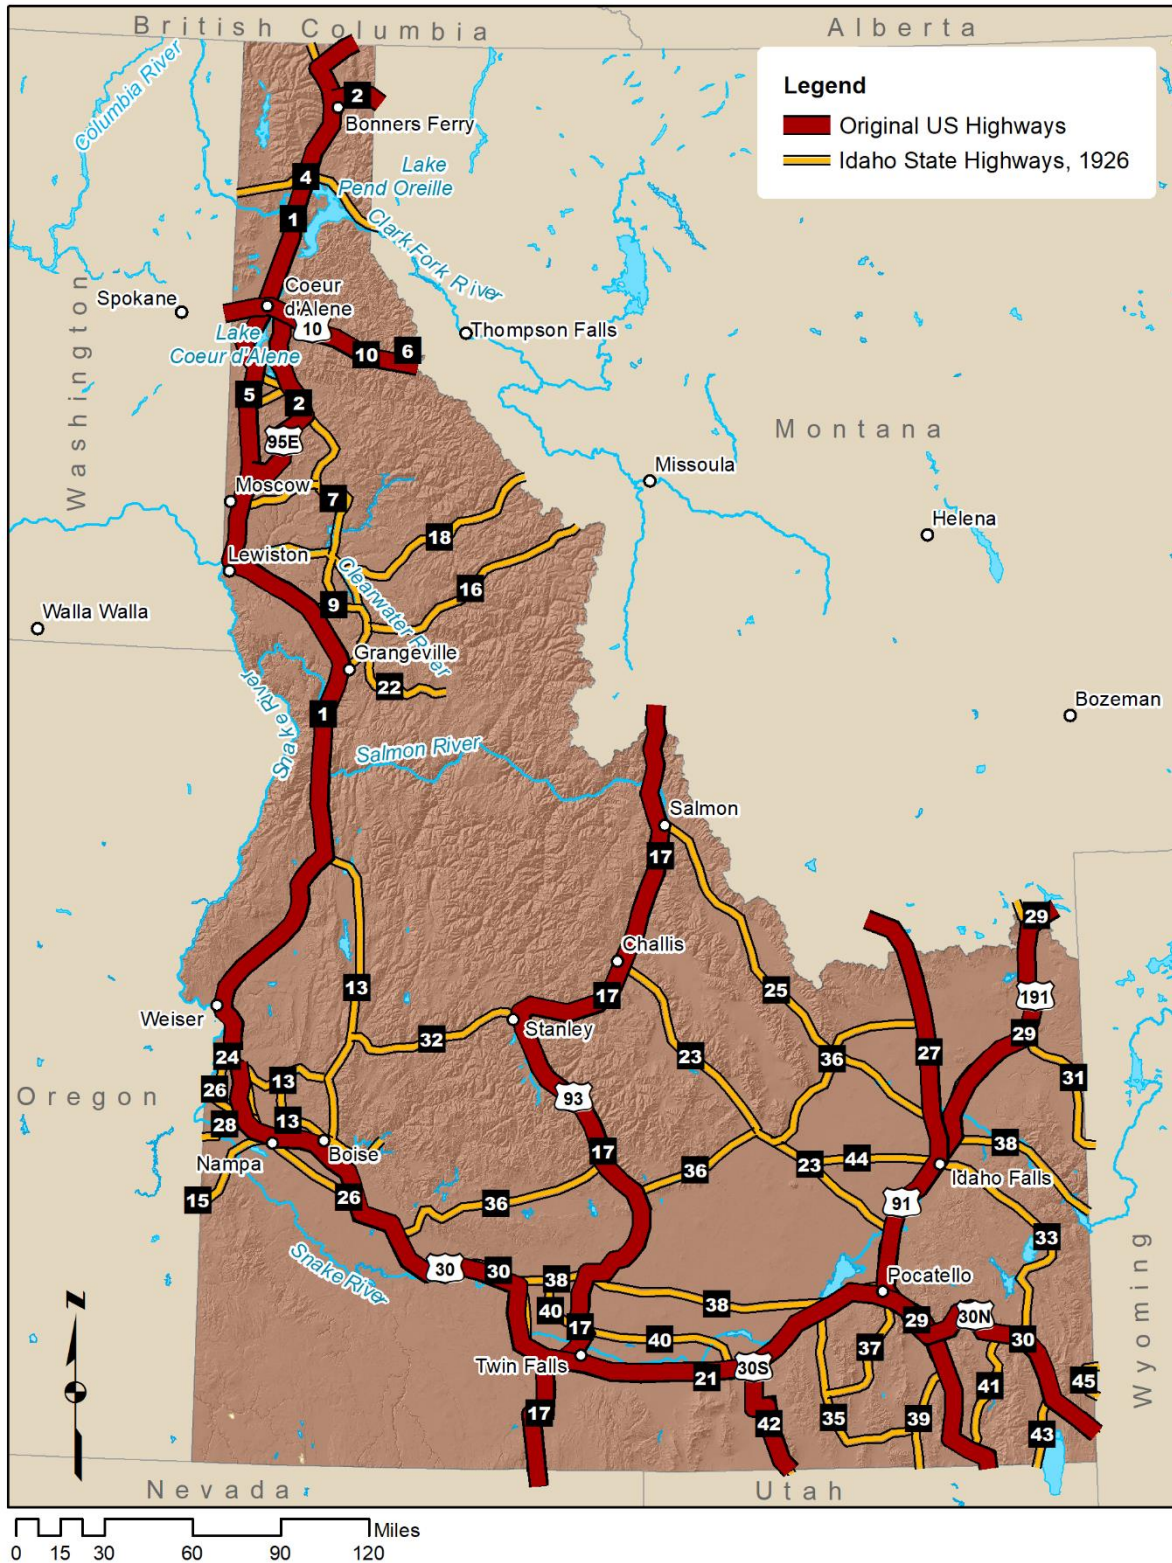 British Columbia
Alberta
Legend
Original US Highways
Idaho State Highways, 1926
Columbia River
2
Bonners Ferry
4
Lake
Pend Oreille
1
Clark Fork River
Spokane
Coeur
d'Alene
10
Thompson Falls
Lake
Coeur d'Alene
10
6
Washington
5
2
95E
Montana
Missoula
Moscow
7
Helena
18
Lewiston
Clearwater River
16
9
Walla Walla
Grangeville
22
Snake River
1
Bozeman
Salmon River
Salmon
17
29
Challis
13
17
25
191
Weiser
Stanley
32
29
24
23
36
27
31
26
13
Oregon
93
28
13
Boise
38
Nampa
17
44
23
Idaho Falls
15
26
36
36
91
33
Snake River
30
30
38
Pocatello
Wyoming
40
38
29
30N
N
17
40
37
30
Twin Falls
30S
21
41
45
17
42
35
39
43
Nevada
Utah
Miles
0 15 30 60 90 120